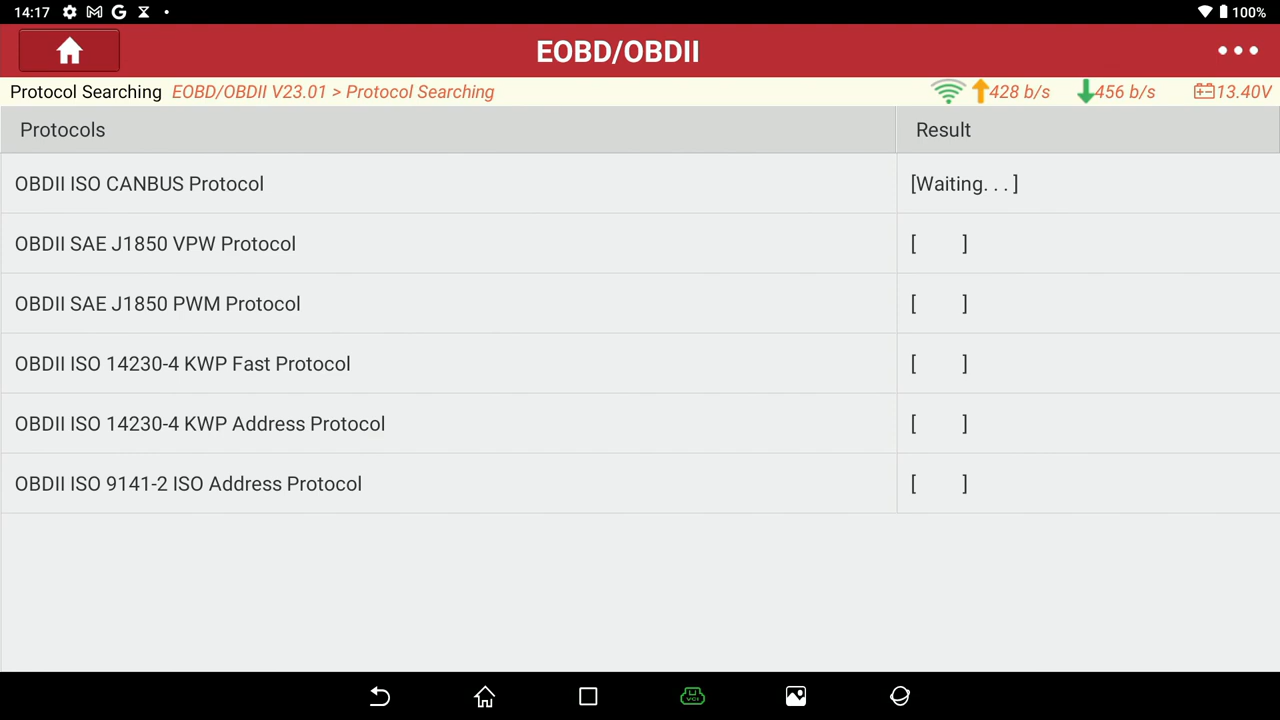 14:17 100%
EOBD/OBDII
Protocol Searching EOBD/OBDII V23.01 > Protocol Searching 428 b/s 456 b/s 13.40V
Protocols Result
OBDII ISO CANBUS Protocol [Waiting. . . ]
OBDII SAE J1850 VPW Protocol [ ]
OBDII SAE J1850 PWM Protocol [ ]
OBDII ISO 14230-4 KWP Fast Protocol [ ]
OBDII ISO 14230-4 KWP Address Protocol [ ]
OBDII ISO 9141-2 ISO Address Protocol [ ]
VCI